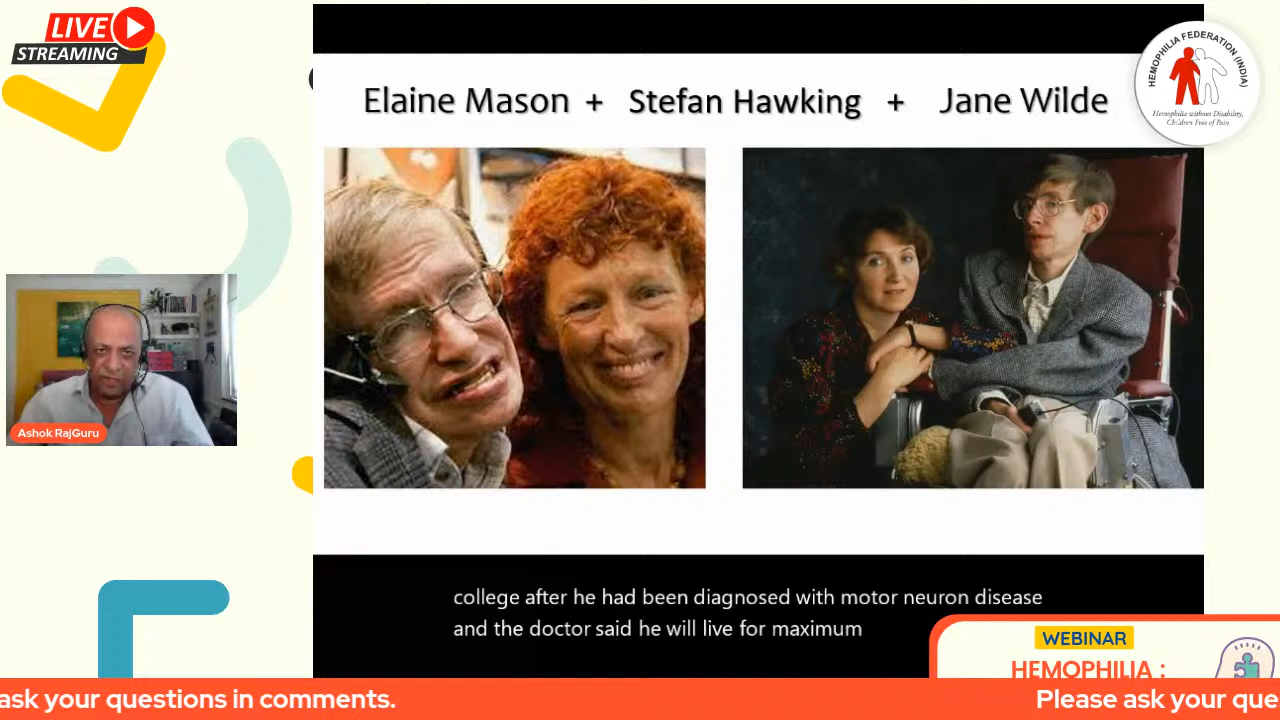 LIVE
STREAMING
Elaine Mason + Stefan Hawking + Jane Wilde
HEMOPHILIA FEDERATION (INDIA)
Hemophilia without Disability,
Children Free of Pain
Ashok RajGuru
college after he had been diagnosed with motor neuron disease
and the doctor said he will live for maximum
WEBINAR
HEMOPHILIA :
ask your questions in comments.
Please ask your que